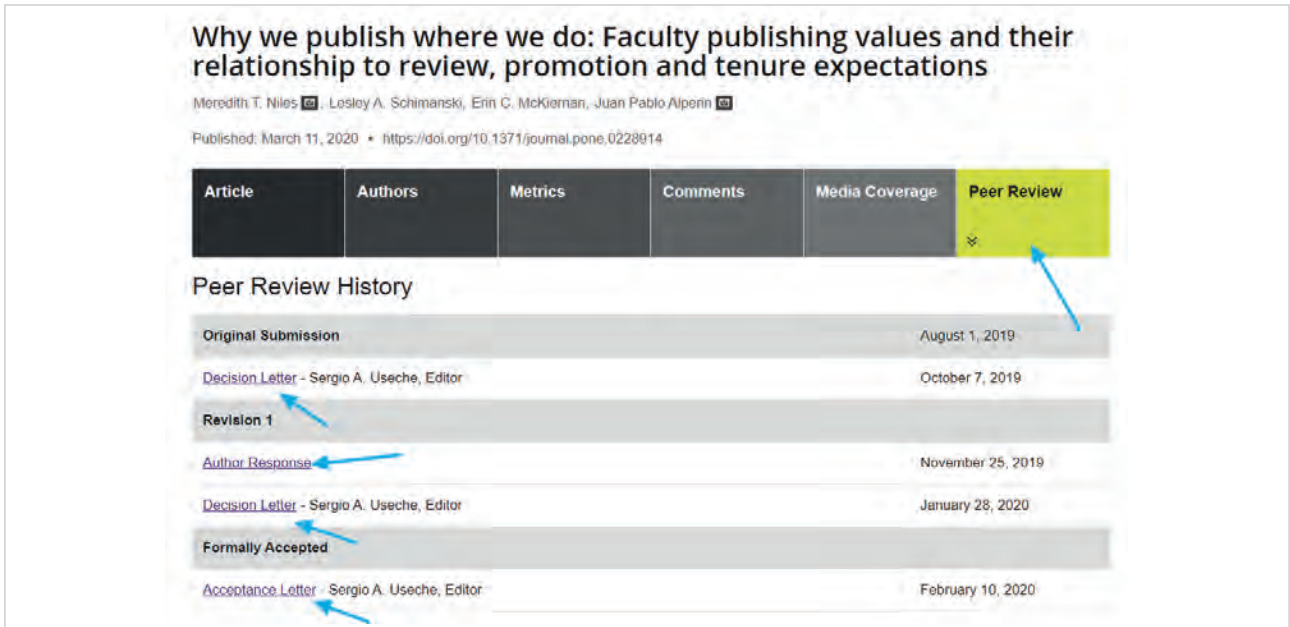 Why we publish where we do: Faculty publishing values and their
relationship to review, promotion and tenure expectations
Meredith T. Niles, Lesley A. Schimanski, Erin C. McKiernan, Juan Pablo Alperin
Published: March 11, 2020 • https://doi.org/10.1371/journal.pone.0228914
Article Authors Metrics Comments Media Coverage Peer Review
Peer Review History
Original Submission August 1, 2019
Decision Letter - Sergio A. Useche, Editor October 7, 2019
Revision 1
Author Response November 25, 2019
Decision Letter - Sergio A. Useche, Editor January 28, 2020
Formally Accepted
Acceptance Letter - Sergio A. Useche, Editor February 10, 2020